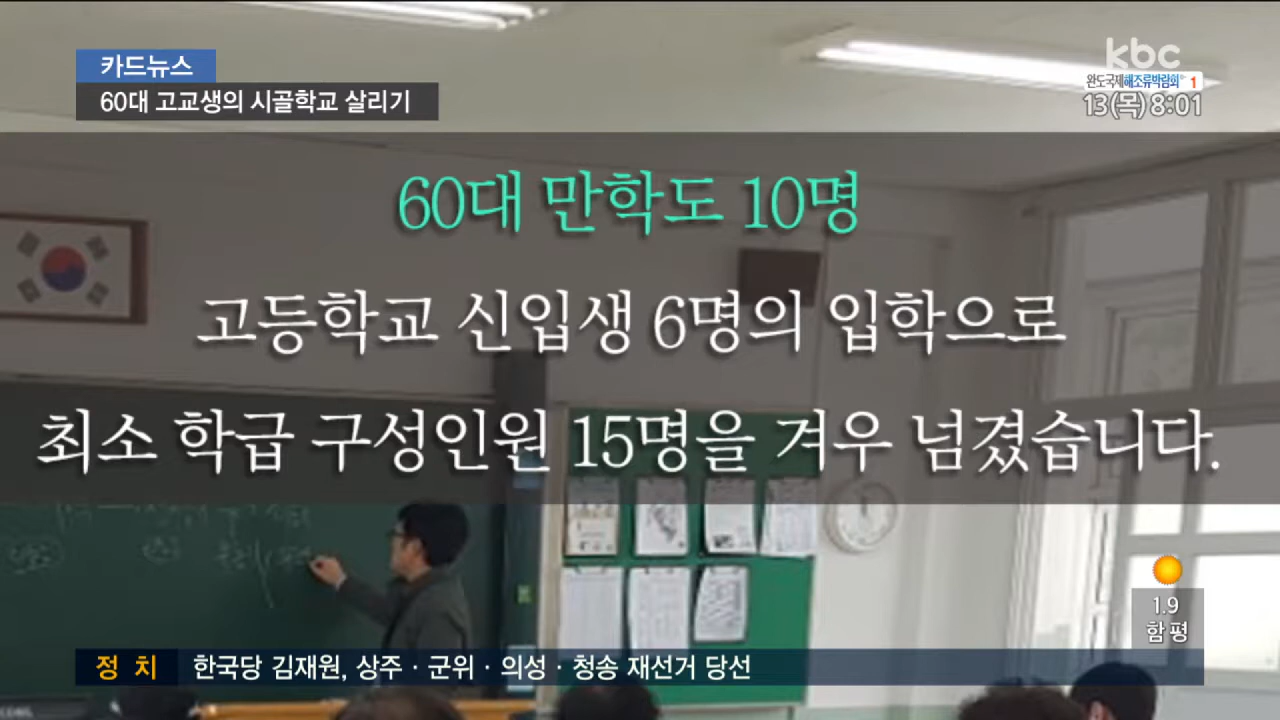 카드뉴스
60대 고교생의 시골학교 살리기
kbc
완도국제해조류박람회 1
13(목) 8:01
60대 만학도 10명
고등학교 신입생 6명의 입학으로
최소 학급 구성인원 15명을 겨우 넘겼습니다.
1.9
함평
정 치 한국당 김재원, 상주·군위·의성·청송 재선거 당선